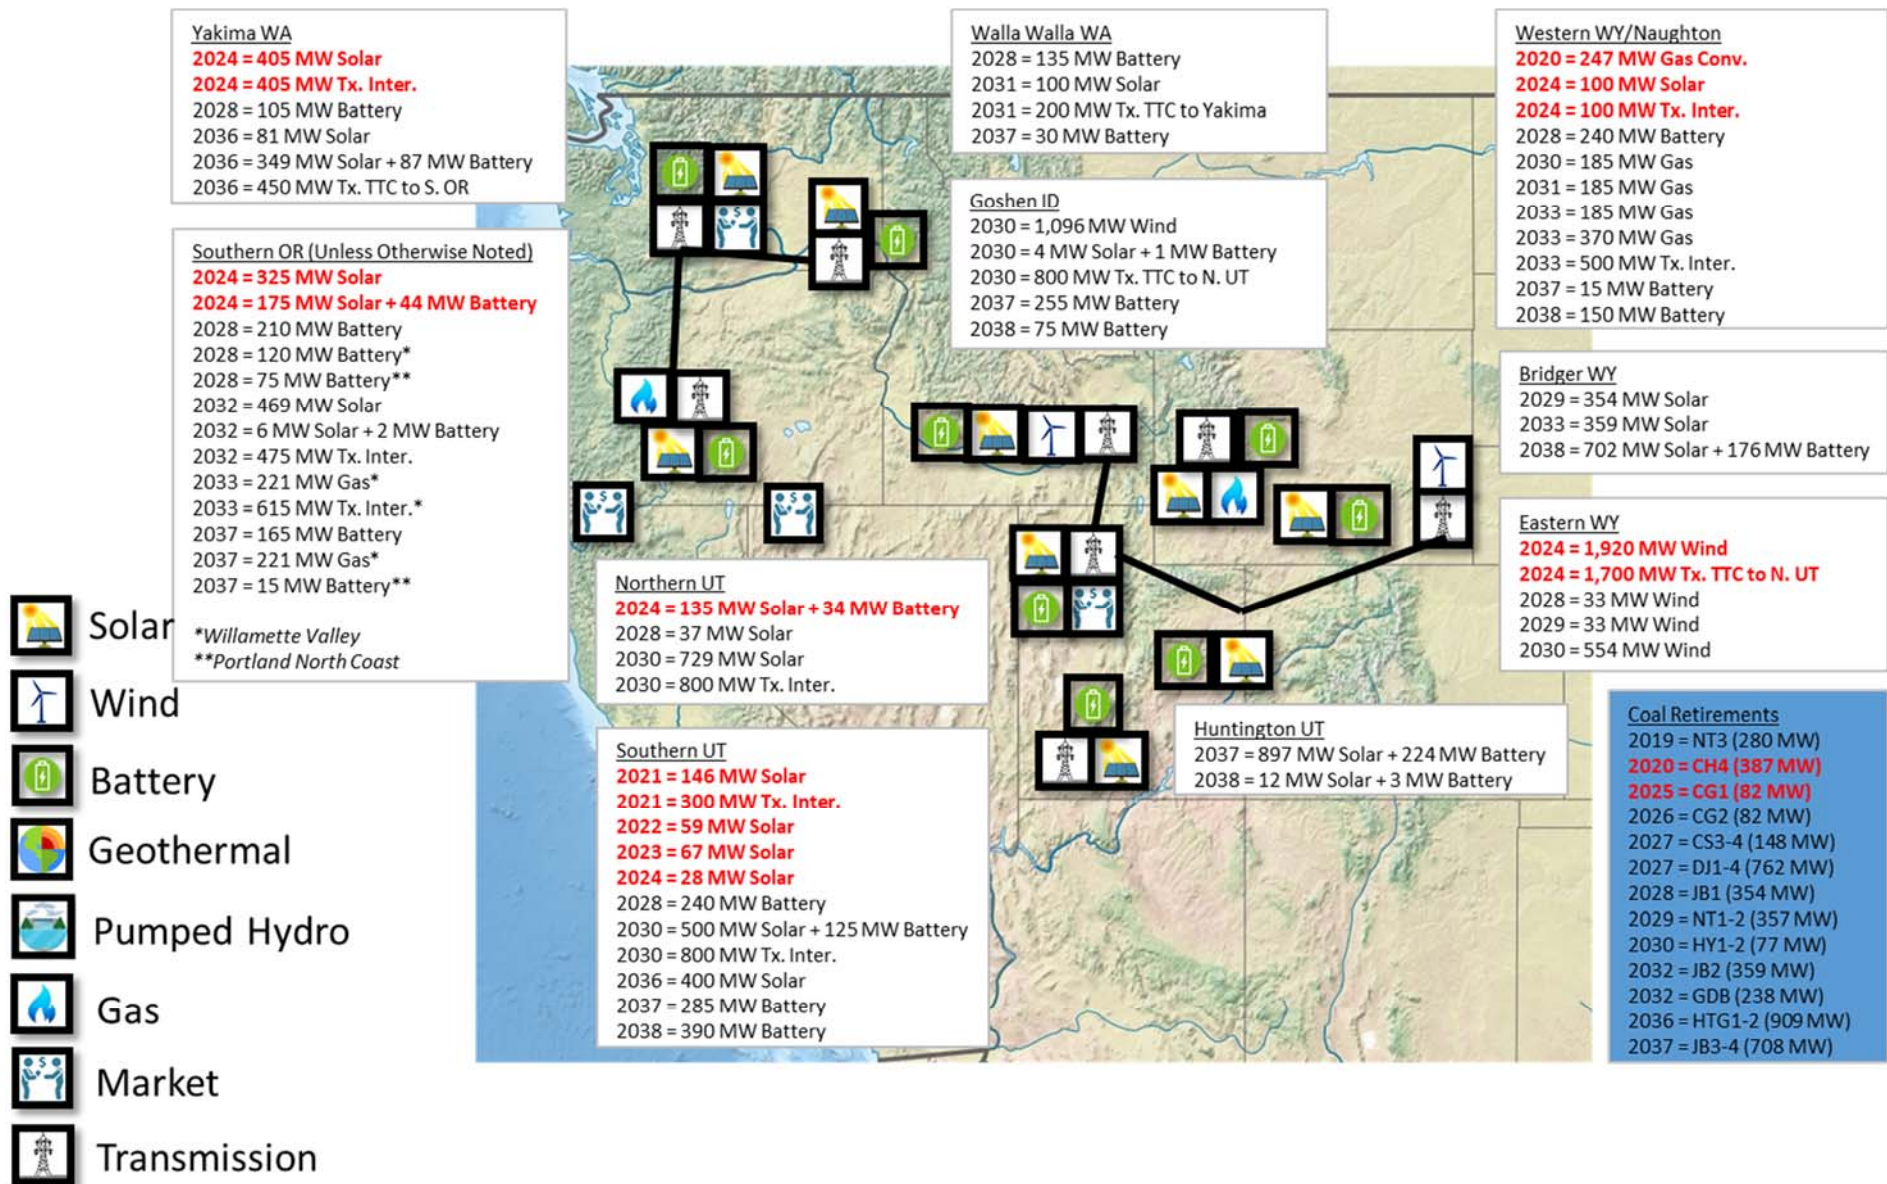 Yakima WA
2024 = 405 MW Solar
2024 = 405 MW Tx. Inter.
2028 = 105 MW Battery
2036 = 81 MW Solar
2036 = 349 MW Solar + 87 MW Battery
2036 = 450 MW Tx. TTC to S. OR
Walla Walla WA
2028 = 135 MW Battery
2031 = 100 MW Solar
2031 = 200 MW Tx. TTC to Yakima
2037 = 30 MW Battery
Western WY/Naughton
2020 = 247 MW Gas Conv.
2024 = 100 MW Solar
2024 = 100 MW Tx. Inter.
2028 = 240 MW Battery
2030 = 185 MW Gas
2031 = 185 MW Gas
2033 = 185 MW Gas
2033 = 370 MW Gas
2033 = 500 MW Tx. Inter.
2037 = 15 MW Battery
2038 = 150 MW Battery
Goshen ID
2030 = 1,096 MW Wind
2030 = 4 MW Solar + 1 MW Battery
2030 = 800 MW Tx. TTC to N. UT
2037 = 255 MW Battery
2038 = 75 MW Battery
Southern OR (Unless Otherwise Noted)
2024 = 325 MW Solar
2024 = 175 MW Solar + 44 MW Battery
2028 = 210 MW Battery
2028 = 120 MW Battery*
2028 = 75 MW Battery**
2032 = 469 MW Solar
2032 = 6 MW Solar + 2 MW Battery
2032 = 475 MW Tx. Inter.
2033 = 221 MW Gas*
2033 = 615 MW Tx. Inter.*
2037 = 165 MW Battery
2037 = 221 MW Gas*
2037 = 15 MW Battery**
*Willamette Valley
**Portland North Coast
Bridger WY
2029 = 354 MW Solar
2033 = 359 MW Solar
2038 = 702 MW Solar + 176 MW Battery
Eastern WY
2024 = 1,920 MW Wind
2024 = 1,700 MW Tx. TTC to N. UT
2028 = 33 MW Wind
2029 = 33 MW Wind
2030 = 554 MW Wind
Northern UT
2024 = 135 MW Solar + 34 MW Battery
2028 = 37 MW Solar
2030 = 729 MW Solar
2030 = 800 MW Tx. Inter.
Southern UT
2021 = 146 MW Solar
2021 = 300 MW Tx. Inter.
2022 = 59 MW Solar
2023 = 67 MW Solar
2024 = 28 MW Solar
2028 = 240 MW Battery
2030 = 500 MW Solar + 125 MW Battery
2030 = 800 MW Tx. Inter.
2036 = 400 MW Solar
2037 = 285 MW Battery
2038 = 390 MW Battery
Huntington UT
2037 = 897 MW Solar + 224 MW Battery
2038 = 12 MW Solar + 3 MW Battery
Coal Retirements
2019 = NT3 (280 MW)
2020 = CH4 (387 MW)
2025 = CG1 (82 MW)
2026 = CG2 (82 MW)
2027 = CS3-4 (148 MW)
2027 = DJ1-4 (762 MW)
2028 = JB1 (354 MW)
2029 = NT1-2 (357 MW)
2030 = HY1-2 (77 MW)
2032 = JB2 (359 MW)
2032 = GDB (238 MW)
2036 = HTG1-2 (909 MW)
2037 = JB3-4 (708 MW)
Solar
Wind
Battery
Geothermal
Pumped Hydro
Gas
Market
Transmission